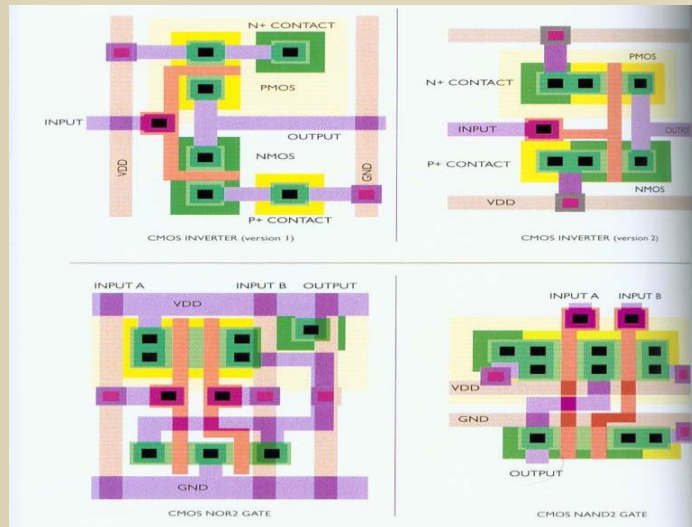 N+ CONTACT
PMOS
INPUT
OUTPUT
VDD
NMOS
GND
P+ CONTACT
CMOS INVERTER (version 1)
PMOS
N+ CONTACT
INPUT
OUTPU
P+ CONTACT
NMOS
VDD
CMOS INVERTER (version 2)
INPUT A
INPUT B
OUTPUT
VDD
GND
CMOS NOR2 GATE
INPUT A
INPUT B
VDD
GND
OUTPUT
CMOS NAND2 GATE